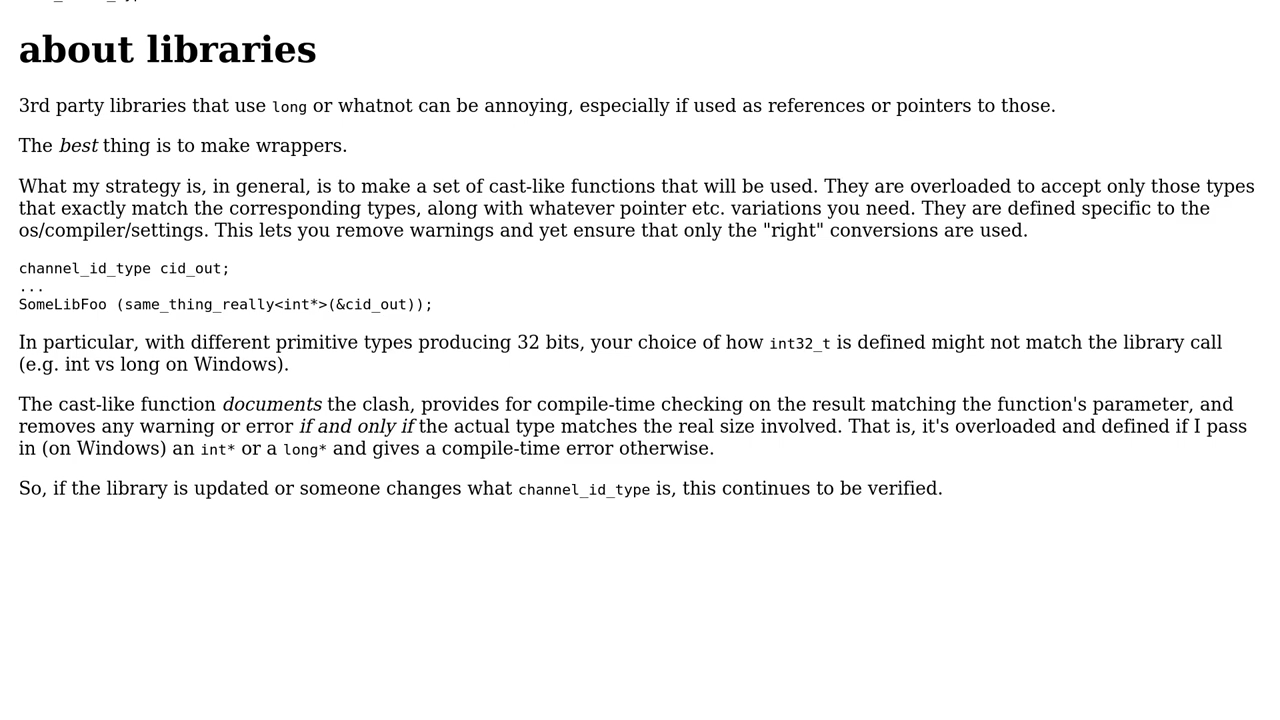 about libraries
3rd party libraries that use long or whatnot can be annoying, especially if used as references or pointers to those.
The best thing is to make wrappers.
What my strategy is, in general, is to make a set of cast-like functions that will be used. They are overloaded to accept only those types
that exactly match the corresponding types, along with whatever pointer etc. variations you need. They are defined specific to the
os/compiler/settings. This lets you remove warnings and yet ensure that only the "right" conversions are used.
channel_id_type cid_out;
...
SomeLibFoo (same_thing_really<int*>(&cid_out));
In particular, with different primitive types producing 32 bits, your choice of how int32_t is defined might not match the library call
(e.g. int vs long on Windows).
The cast-like function documents the clash, provides for compile-time checking on the result matching the function's parameter, and
removes any warning or error if and only if the actual type matches the real size involved. That is, it's overloaded and defined if I pass
in (on Windows) an int* or a long* and gives a compile-time error otherwise.
So, if the library is updated or someone changes what channel_id_type is, this continues to be verified.